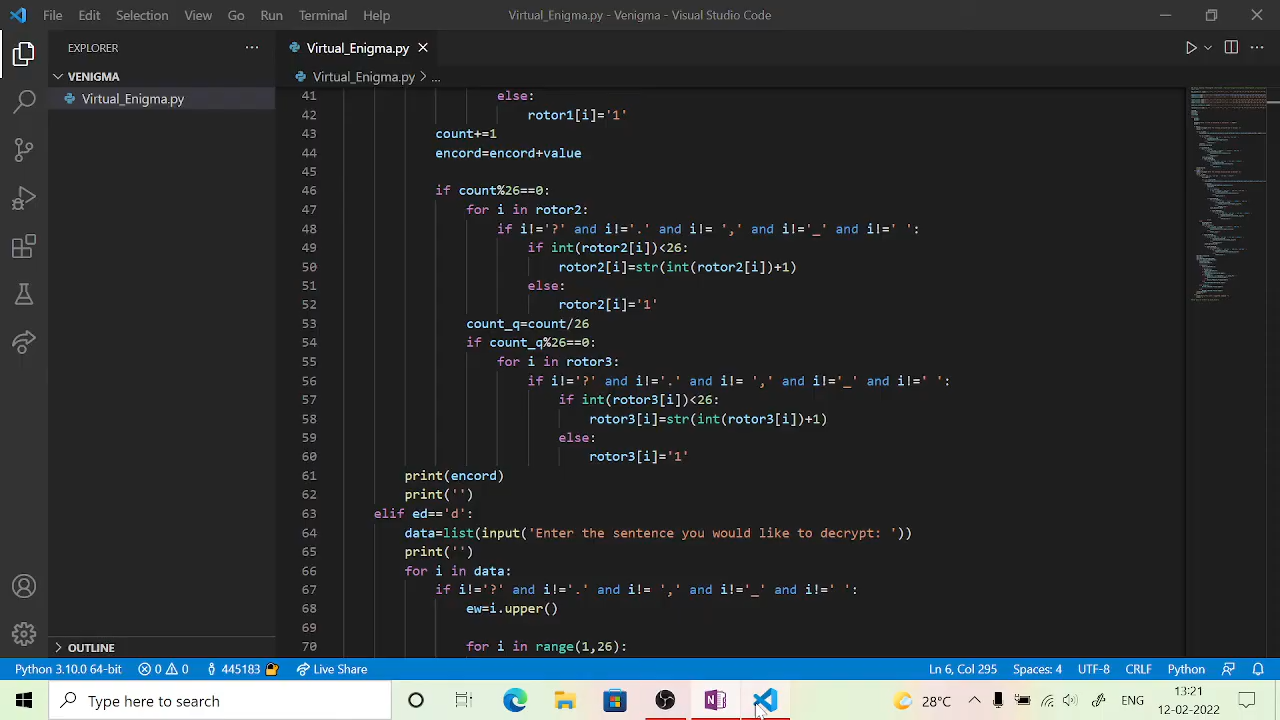 File Edit Selection View Go Run Terminal Help
Virtual_Enigma.py - Venigma - Visual Studio Code
EXPLORER
VENIGMA
Virtual_Enigma.py
OUTLINE
Virtual_Enigma.py
Virtual_Enigma.py > ...
41 else:
42 rotor1[i]='1'
43 count+=1
44 encord=encord+value
45
46 if count%26==0:
47 for i in rotor2:
48 if i!='?' and i!='.' and i!= ',' and i!='_' and i!=' ':
49 if int(rotor2[i])<26:
50 rotor2[i]=str(int(rotor2[i])+1)
51 else:
52 rotor2[i]='1'
53 count_q=count/26
54 if count_q%26==0:
55 for i in rotor3:
56 if i!='?' and i!='.' and i!= ',' and i!='_' and i!=' ':
57 if int(rotor3[i])<26:
58 rotor3[i]=str(int(rotor3[i])+1)
59 else:
60 rotor3[i]='1'
61 print(encord)
62 print('')
63 elif ed=='d':
64 data=list(input('Enter the sentence you would like to decrypt: '))
65 print('')
66 for i in data:
67 if i!='?' and i!='.' and i!= ',' and i!='_' and i!=' ':
68 ew=i.upper()
69
70 for i in range(1,26):
Python 3.10.0 64-bit 0 0 445183 Live Share Ln 6, Col 295 Spaces: 4 UTF-8 CRLF Python
Type here to search
28°C ENG
13:21
12-02-2022